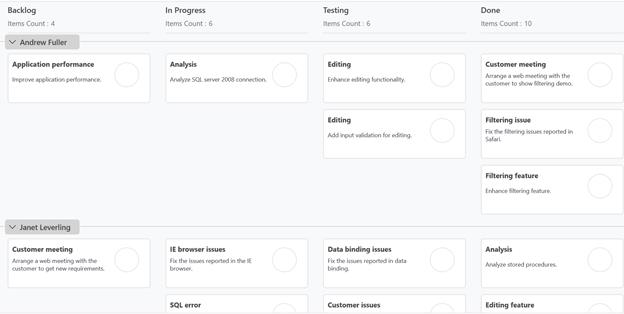 Backlog
Items Count : 4
In Progress
Items Count : 6
Testing
Items Count : 6
Done
Items Count : 10
Andrew Fuller
Application performance
Improve application performance.
Analysis
Analyze SQL server 2008 connection.
Editing
Enhance editing functionality.
Customer meeting
Arrange a web meeting with the
customer to show filtering demo.
Editing
Add input validation for editing.
Filtering issue
Fix the filtering issues reported in
Safari.
Filtering feature
Enhance filtering feature.
Janet Leverling
Customer meeting
Arrange a web meeting with the
customer to get new requirements.
IE browser issues
Fix the issues reported in the IE
browser.
Data binding issues
Fix the issues reported in data
binding.
Analysis
Analyze stored procedures.
SQL error
Customer issues
Editing feature